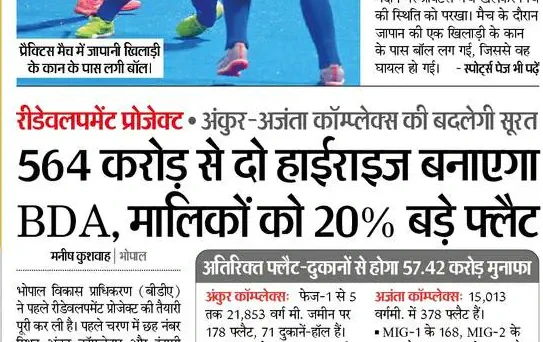 प्रैक्टिस मैच में जापानी खिलाड़ी
के कान के पास लगी बॉल।
की स्थिति को परखा। मैच के दौरान
जापान की एक खिलाड़ी के कान
के पास बॉल लग गई, जिससे वह
घायल हो गई। - स्पोर्ट्स पेज भी पढ़ें
रीडेवलपमेंट प्रोजेक्ट • अंकुर-अजंता कॉम्प्लेक्स की बदलेगी सूरत
564 करोड़ से दो हाईराइज बनाएगा
BDA, मालिकों को 20% बड़े फ्लैट
मनीष कुशवाह | भोपाल
भोपाल विकास प्राधिकरण (बीडीए)
ने पहले रीडेवलपमेंट प्रोजेक्ट की तैयारी
पूरी कर ली है। पहले चरण में छह नंबर
अतिरिक्त फ्लैट-दुकानों से होगा 57.42 करोड़ मुनाफा
अंकुर कॉम्प्लेक्सः फेज-1 से 5
तक 21,853 वर्ग मी. जमीन पर
178 फ्लैट, 71 दुकानें-हॉल हैं।
अजंता कॉम्प्लेक्सः 15,013
वर्गमी. में 378 फ्लैट हैं।
• MIG-1 के 168, MIG-2 के